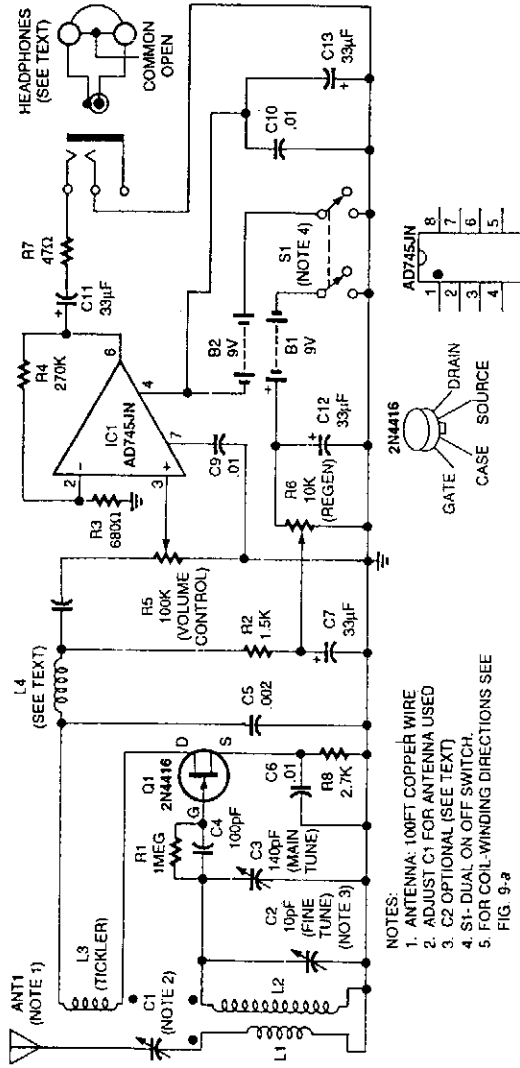 ANT1
(NOTE 1)
L3
(TICKLER)
C1
(NOTE 2)
L1
L2
C2
10pF
(FINE
TUNE)
(NOTE 3)
C3
140pF
(MAIN
TUNE)
R1
1MEG
C4
100pF
G
D
S
Q1
2N4416
C6
.01
R8
2.7K
C5
.002
L4
(SEE TEXT)
R5
100K
(VOLUME
CONTROL)
R2
1.5K
C7
33µF
R3
680Ω
R4
270K
2
3
−
+
IC1
AD745JN
6
7
4
C9
.01
R6
10K
(REGEN)
C12
33µF
+
B2
9V
B1
9V
+
+
S1
(NOTE 4)
C11
33µF
+
R7
47Ω
HEADPHONES
(SEE TEXT)
COMMON
OPEN
C10
.01
C13
33µF
+
NOTES:
1. ANTENNA: 100FT COPPER WIRE
2. ADJUST C1 FOR ANTENNA USED
3. C2 OPTIONAL (SEE TEXT)
4. S1- DUAL ON OFF SWITCH.
5. FOR COIL-WINDING DIRECTIONS SEE
FIG. 9-a
2N4416
GATE
DRAIN
CASE
SOURCE
AD745JN
1
2
3
4
8
7
6
5